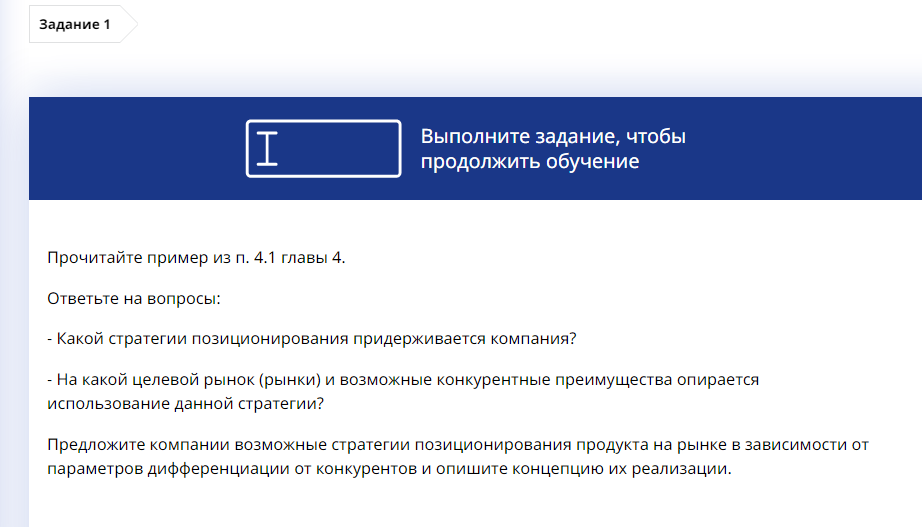 Задание 1
Выполните задание, чтобы
продолжить обучение
Прочитайте пример из п. 4.1 главы 4.
Ответьте на вопросы:
- Какой стратегии позиционирования придерживается компания?
- На какой целевой рынок (рынки) и возможные конкурентные преимущества опирается
использование данной стратегии?
Предложите компании возможные стратегии позиционирования продукта на рынке в зависимости от
параметров дифференциации от конкурентов и опишите концепцию их реализации.